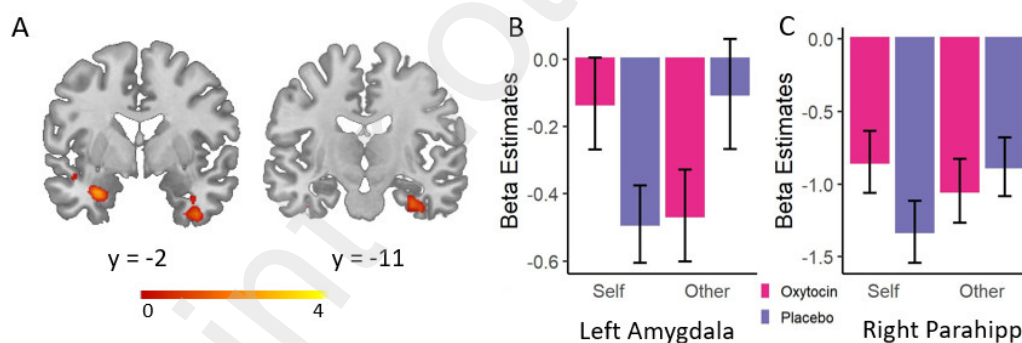 A
y = -2
y = -11
0
4
B
Beta Estimates
0.0
-0.2
-0.4
-0.6
Self
Other
Left Amygdala
Oxytocin
Placebo
C
Beta Estimates
0.0
-0.5
-1.0
-1.5
Self
Other
Right Parahipp